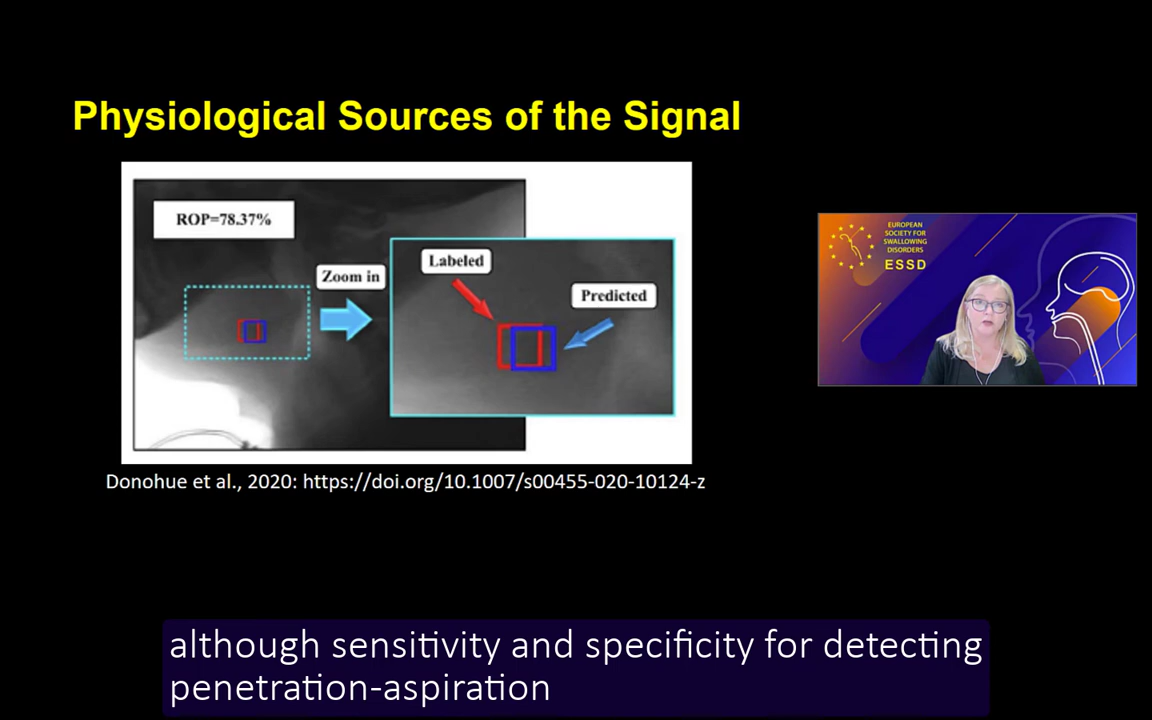 Physiological Sources of the Signal
ROP=78.37%
Zoom in
Labeled
Predicted
Donohue et al., 2020: https://doi.org/10.1007/s00455-020-10124-z
EUROPEAN
SOCIETY FOR
SWALLOWING
DISORDERS
ESSD
although sensitivity and specificity for detecting
penetration-aspiration